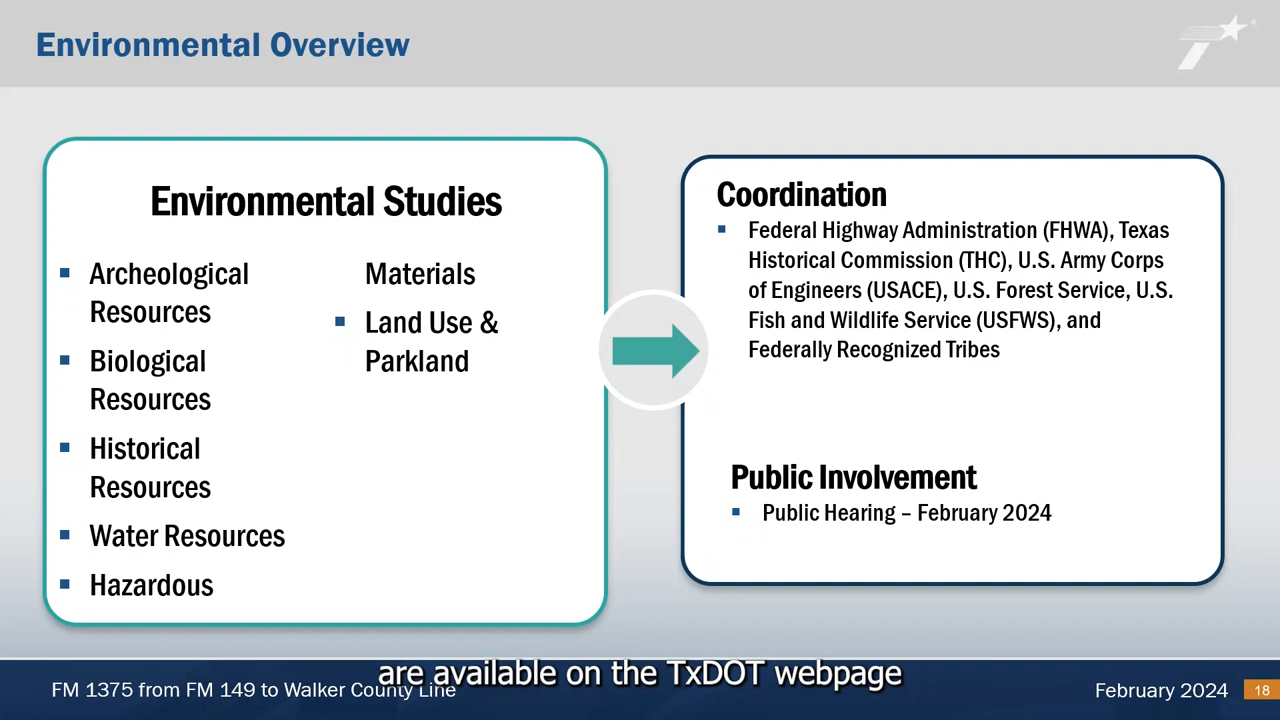 Environmental Overview
Environmental Studies
Archeological
Resources
Biological
Resources
Historical
Resources
Water Resources
Hazardous
Materials
Land Use &
Parkland
Coordination
Federal Highway Administration (FHWA), Texas
Historical Commission (THC), U.S. Army Corps
of Engineers (USACE), U.S. Forest Service, U.S.
Fish and Wildlife Service (USFWS), and
Federally Recognized Tribes
Public Involvement
Public Hearing – February 2024
are available on the TxDOT webpage
FM 1375 from FM 149 to Walker County Line
February 2024
18